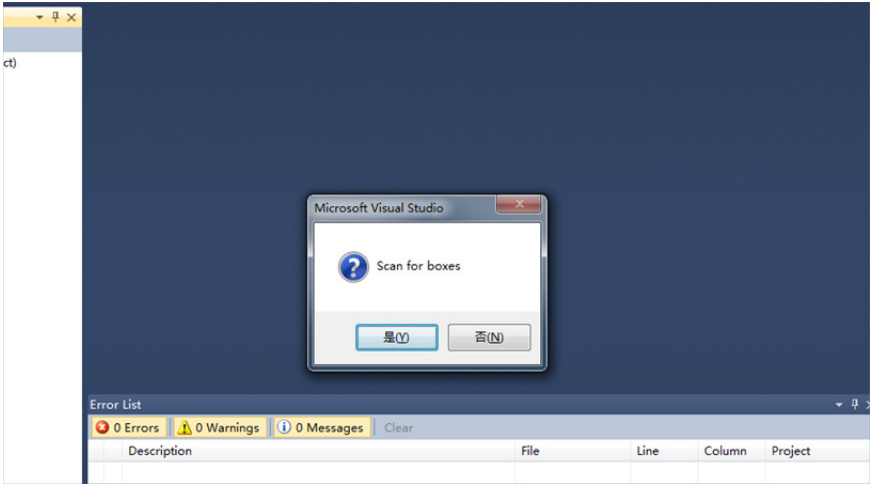 ct)
Microsoft Visual Studio
Scan for boxes
是(Y) 否(N)
Error List
0 Errors 0 Warnings 0 Messages Clear
Description File Line Column Project